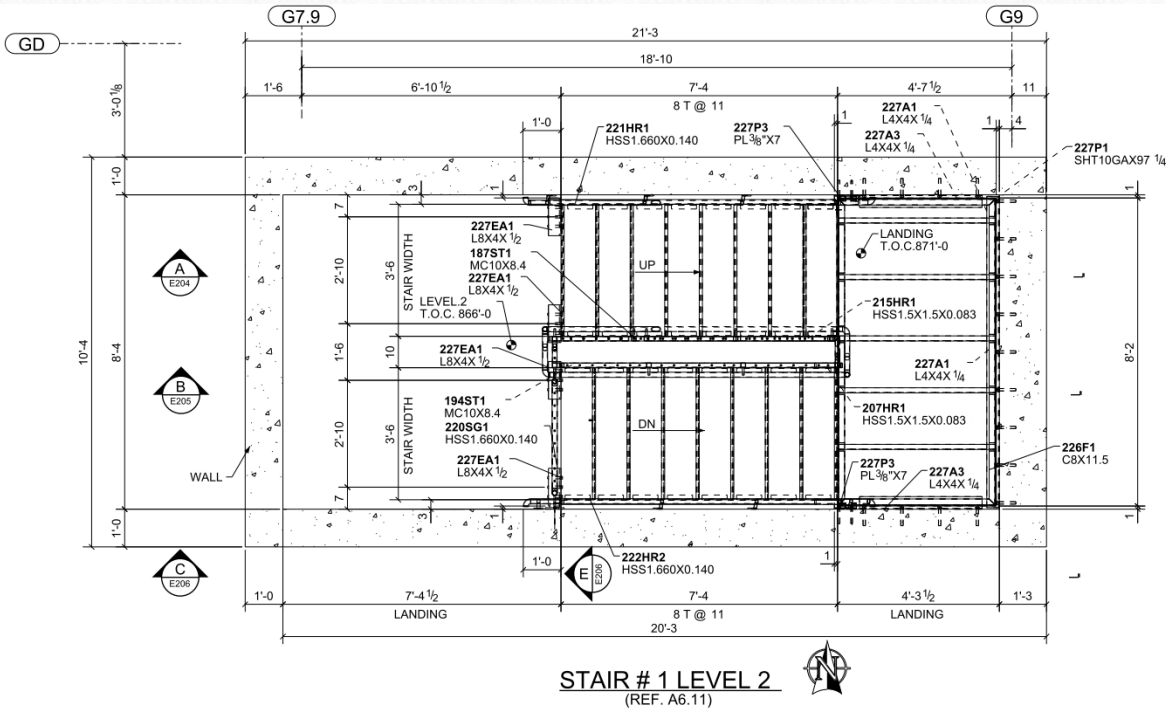 G7.9
G9
GD
21'-3
18'-10
1'-6
6'-10 1/2
7'-4
4'-7 1/2
11
8 T @ 11
3'-0 1/8
1'-0
1
1
4
221HR1
HSS1.660X0.140
227P3
PL3/8"X7
227A1
L4X4X 1/4
227A3
L4X4X 1/4
227P1
SHT10GAX97 1/4
1'-0
3
1
1
7
227EA1
L8X4X 1/2
187ST1
MC10X8.4
227EA1
L8X4X 1/2
LEVEL.2
T.O.C. 866'-0
UP
LANDING
T.O.C.871'-0
A
E204
2'-10
3'-6
STAIR WIDTH
215HR1
HSS1.5X1.5X0.083
10'-4
8'-4
1'-6
10
227EA1
L8X4X 1/2
227A1
L4X4X 1/4
8'-2
B
E205
194ST1
MC10X8.4
220SG1
HSS1.660X0.140
207HR1
HSS1.5X1.5X0.083
2'-10
3'-6
STAIR WIDTH
DN
227EA1
L8X4X 1/2
226F1
C8X11.5
WALL
227P3
PL3/8"X7
227A3
L4X4X 1/4
7
3
1
1
1'-0
C
E206
222HR2
HSS1.660X0.140
1'-0
E
E206
1
1'-0
7'-4 1/2
7'-4
4'-3 1/2
1'-3
LANDING
8 T @ 11
LANDING
20'-3
N
STAIR # 1 LEVEL 2
(REF. A6.11)